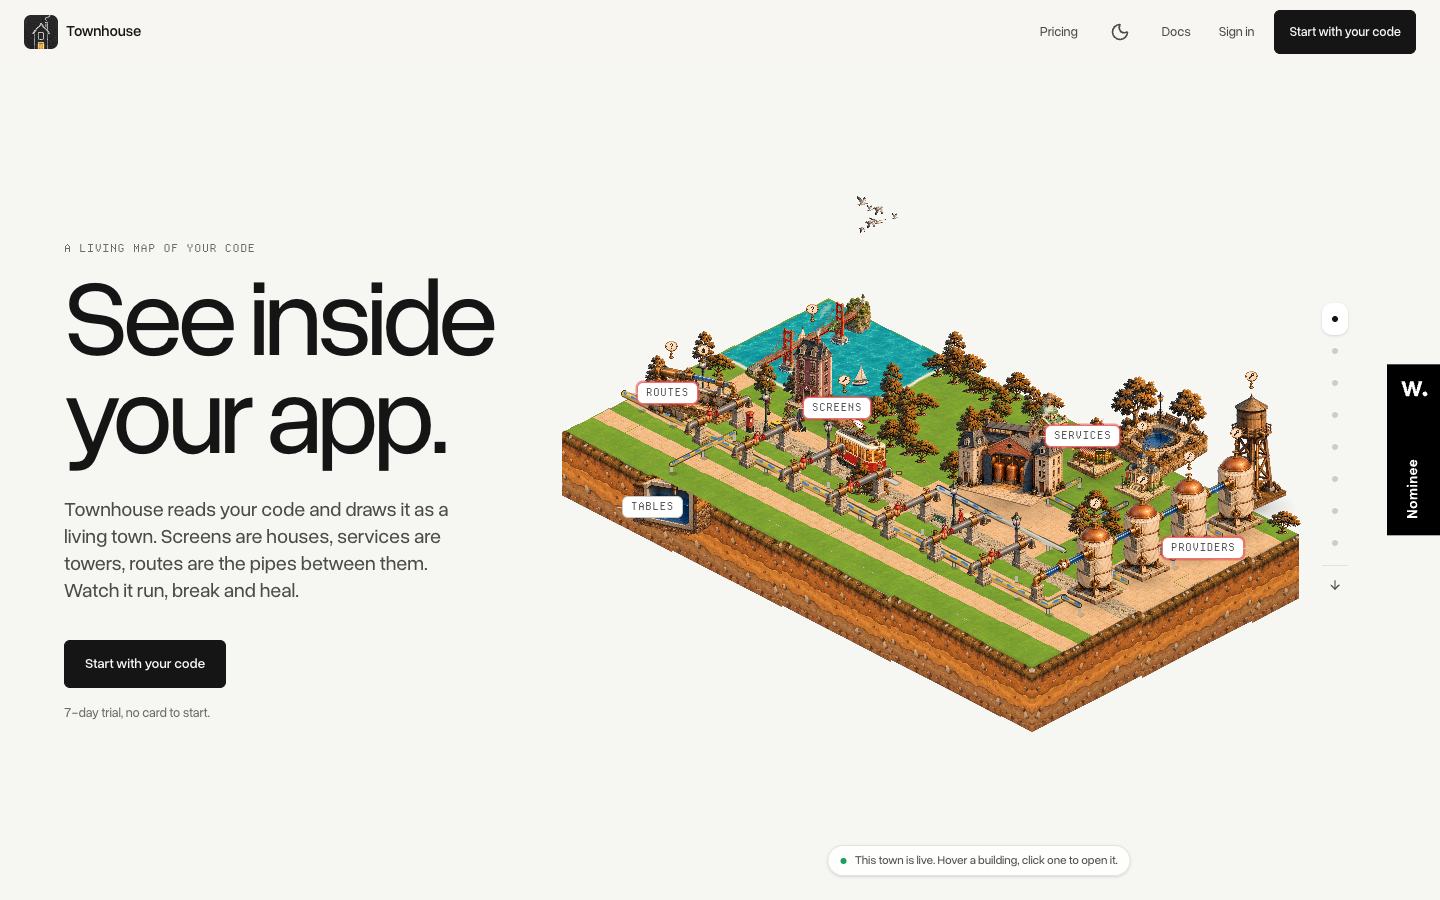 Townhouse
Pricing
Docs
Sign in
Start with your code
A LIVING MAP OF YOUR CODE
See inside
your app.
Townhouse reads your code and draws it as a
living town. Screens are houses, services are
towers, routes are the pipes between them.
Watch it run, break and heal.
Start with your code
7-day trial, no card to start.
ROUTES
SCREENS
SERVICES
TABLES
PROVIDERS
W.
Nominee
This town is live. Hover a building, click one to open it.